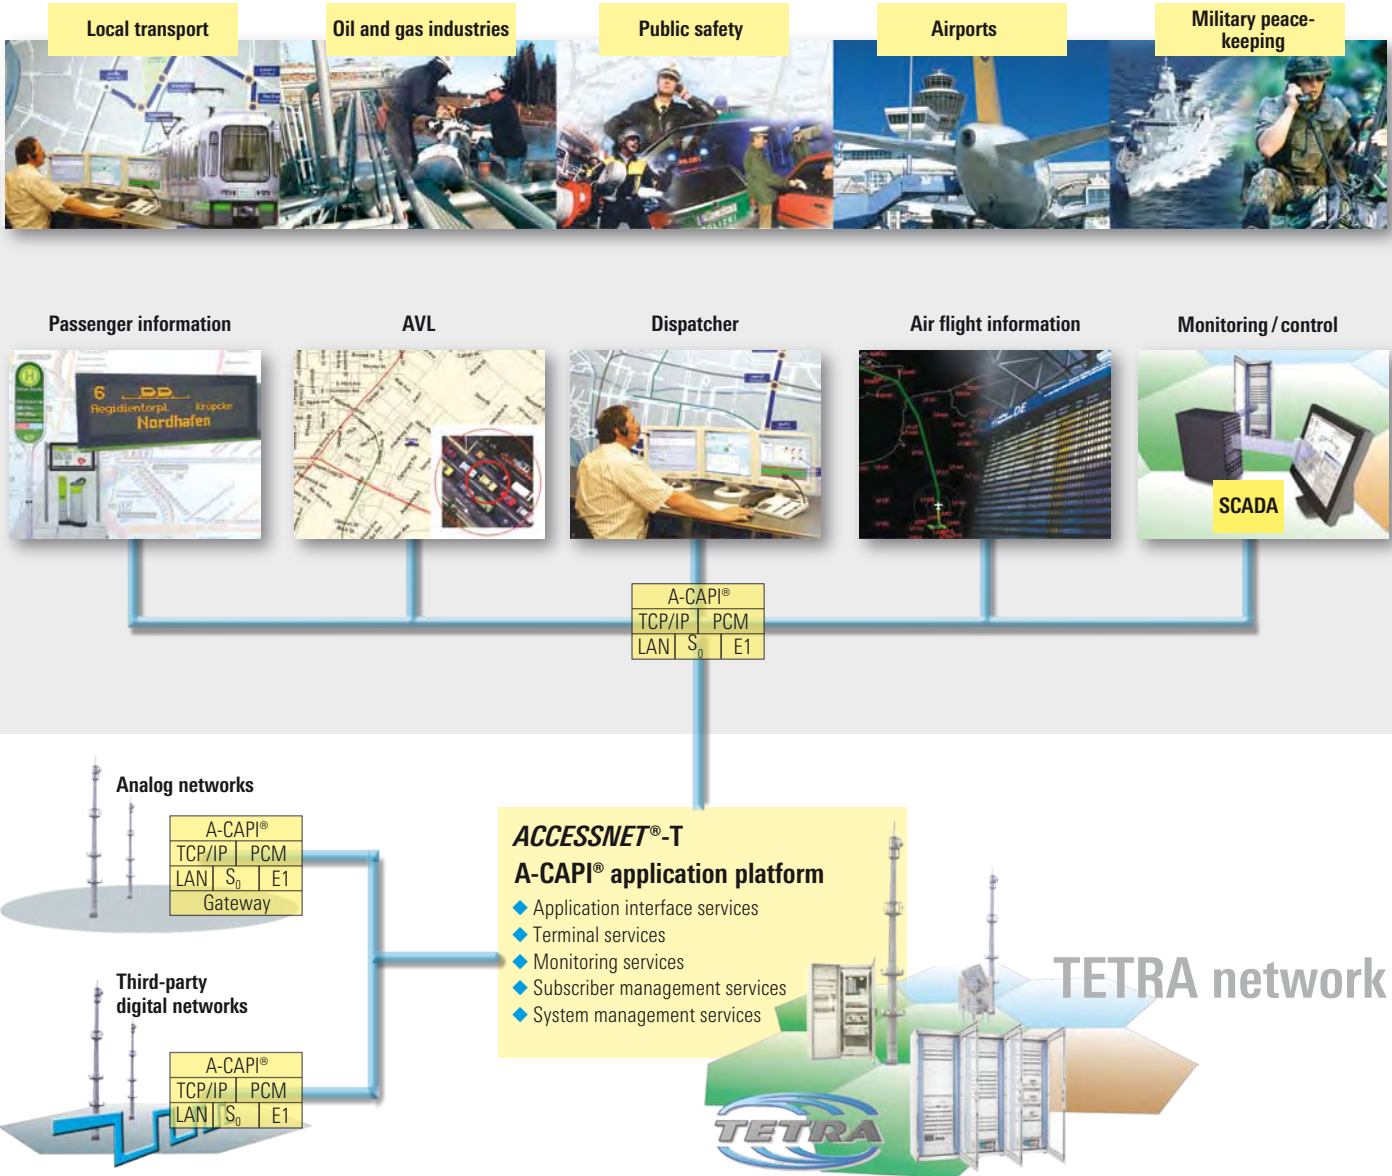 Local transport
Oil and gas industries
Public safety
Airports
Military peace-
keeping
Passenger information
AVL
Dispatcher
Air flight information
Monitoring / control
6
Aegidientorpl. Kröpcke
Nordhafen
SCADA
A-CAPI®
TCP/IP PCM
LAN S0 E1
Analog networks
A-CAPI®
TCP/IP PCM
LAN S0 E1
Gateway
Third-party
digital networks
A-CAPI®
TCP/IP PCM
LAN S0 E1
ACCESSNET®-T
A-CAPI® application platform
◆ Application interface services
◆ Terminal services
◆ Monitoring services
◆ Subscriber management services
◆ System management services
TETRA network
TETRA